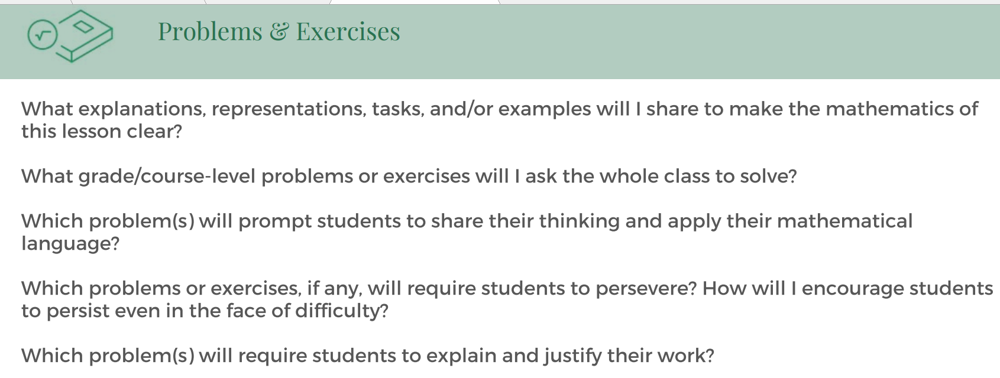 Problems & Exercises
What explanations, representations, tasks, and/or examples will I share to make the mathematics of
this lesson clear?
What grade/course-level problems or exercises will I ask the whole class to solve?
Which problem(s) will prompt students to share their thinking and apply their mathematical
language?
Which problems or exercises, if any, will require students to persevere? How will I encourage students
to persist even in the face of difficulty?
Which problem(s) will require students to explain and justify their work?